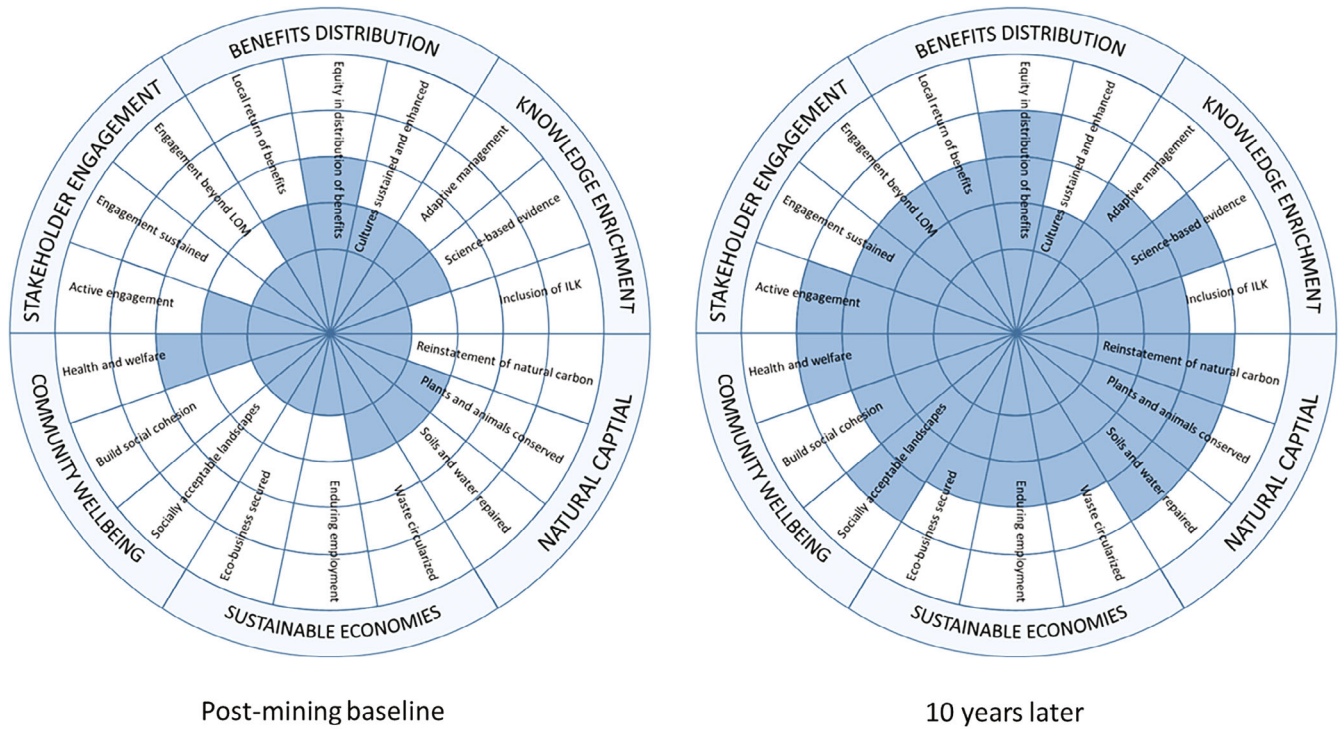 BENEFITS DISTRIBUTION
KNOWLEDGE ENRICHMENT
NATURAL CAPTIAL
SUSTAINABLE ECONOMIES
COMMUNITY WELLBEING
STAKEHOLDER ENGAGEMENT
Local return of benefits
Equity in distribution of benefits
Cultures sustained and enhanced
Adaptive management
Science-based evidence
Inclusion of ILK
Reinstatement of natural carbon
Plants and animals conserved
Soils and water repaired
Waste circularized
Enduring employment
Eco-business secured
Socially acceptable landscapes
Build social cohesion
Health and welfare
Active engagement
Engagement sustained
Engagement beyond LOM
Post-mining baseline
BENEFITS DISTRIBUTION
KNOWLEDGE ENRICHMENT
NATURAL CAPTIAL
SUSTAINABLE ECONOMIES
COMMUNITY WELLBEING
STAKEHOLDER ENGAGEMENT
Local return of benefits
Equity in distribution of benefits
Cultures sustained and enhanced
Adaptive management
Science-based evidence
Inclusion of ILK
Reinstatement of natural carbon
Plants and animals conserved
Soils and water repaired
Waste circularized
Enduring employment
Eco-business secured
Socially acceptable landscapes
Build social cohesion
Health and welfare
Active engagement
Engagement sustained
Engagement beyond LOM
10 years later